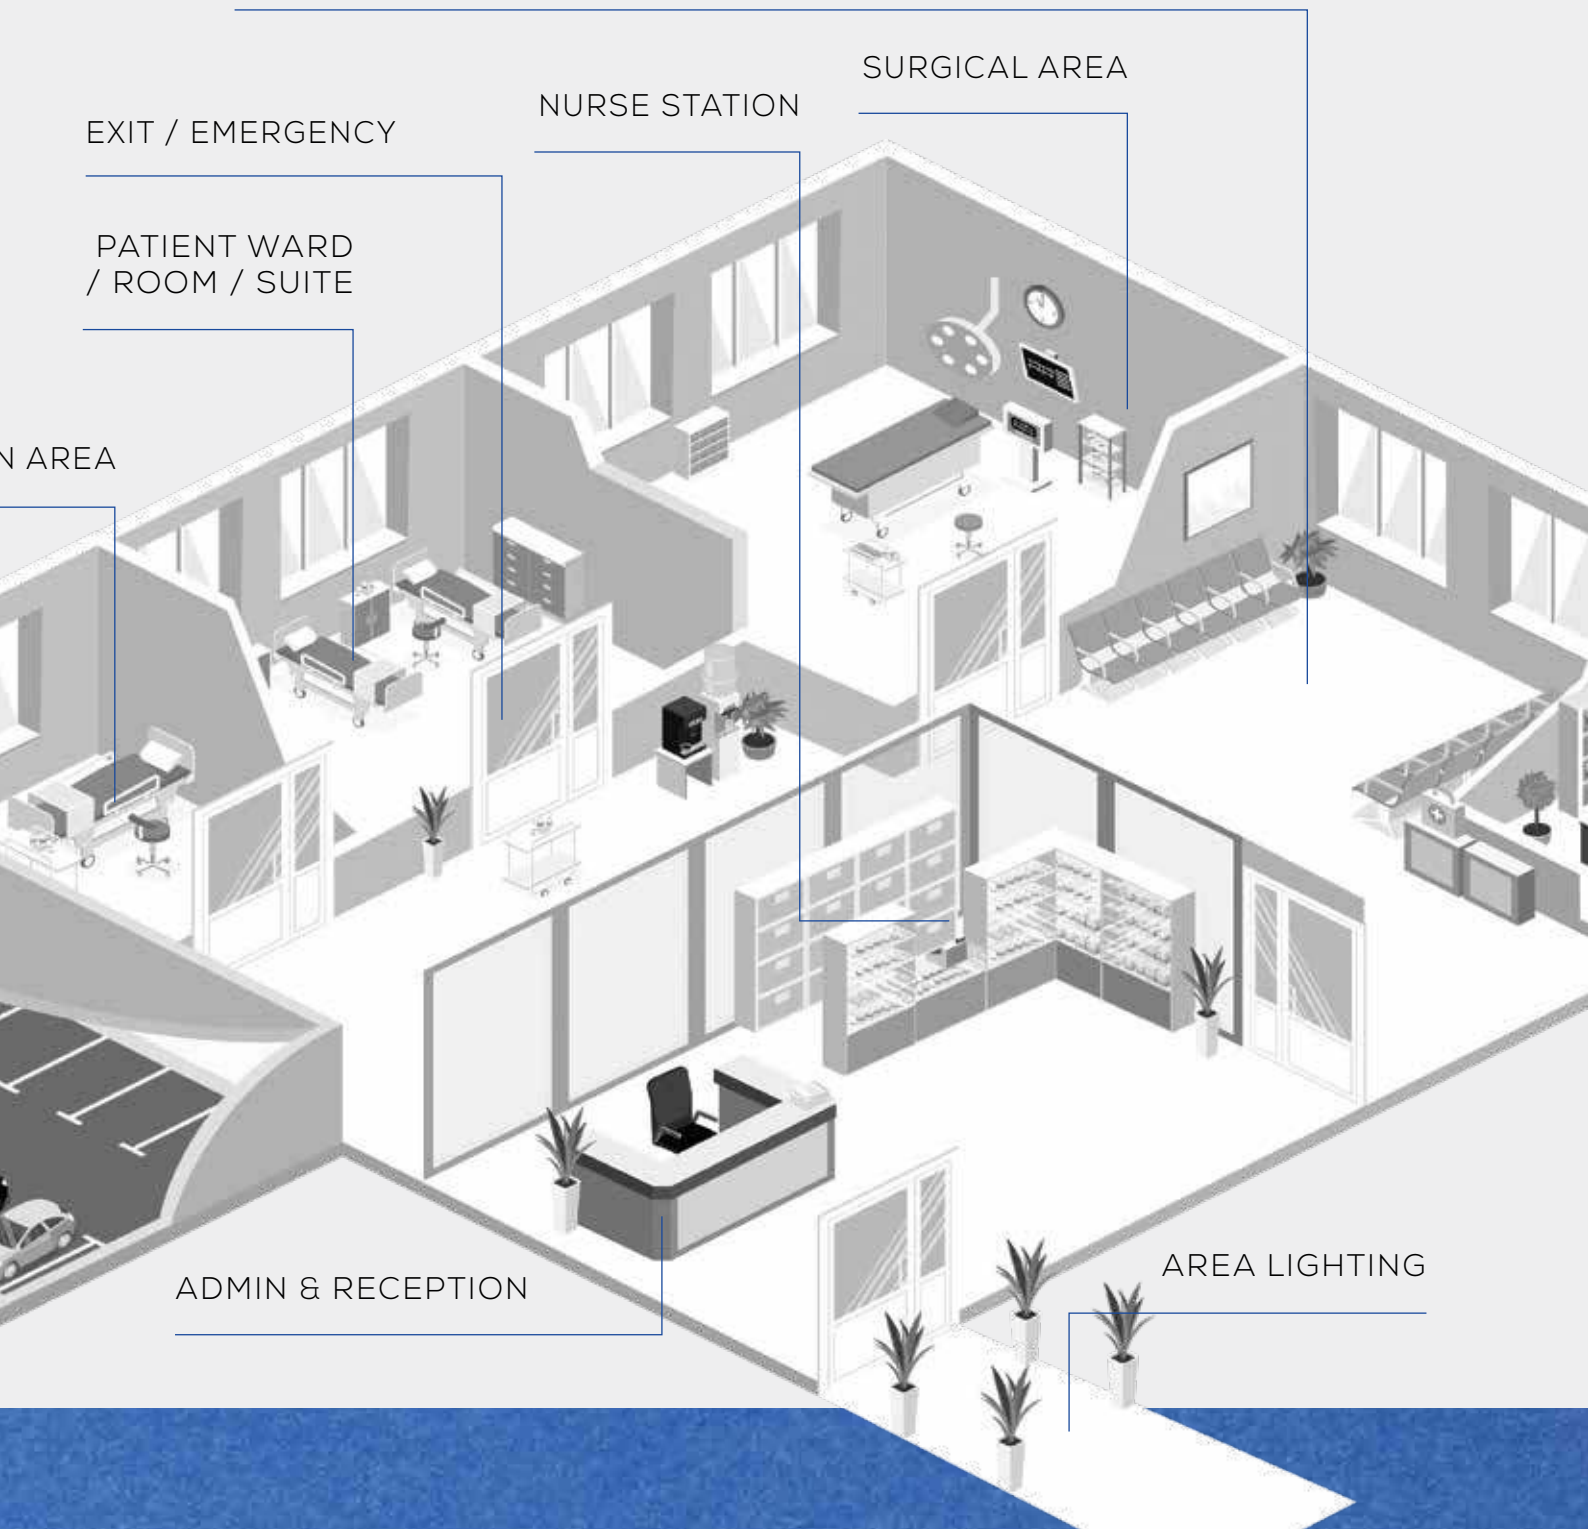 SURGICAL AREA
NURSE STATION
EXIT / EMERGENCY
PATIENT WARD
/ ROOM / SUITE
AREA
AREA LIGHTING
ADMIN & RECEPTION